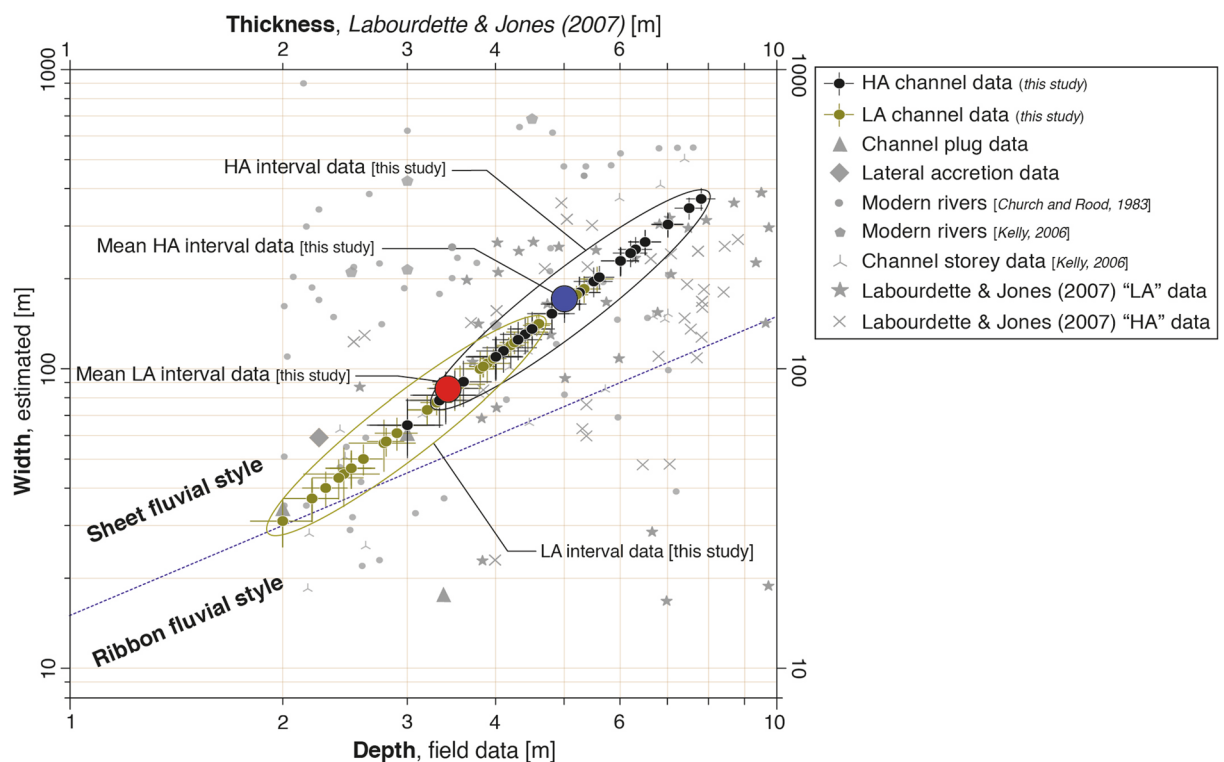 Thickness, Labourdette & Jones (2007) [m]
1 2 3 4 6 10
1000
1000
HA interval data [this study]
Mean HA interval data [this study]
100
100
Mean LA interval data [this study]
Width, estimated [m]
Sheet fluvial style
LA interval data [this study]
Ribbon fluvial style
10
10
1 2 3 4 6 10
Depth, field data [m]
HA channel data (this study)
LA channel data (this study)
Channel plug data
Lateral accretion data
Modern rivers [Church and Rood, 1983]
Modern rivers [Kelly, 2006]
Channel storey data [Kelly, 2006]
Labourdette & Jones (2007) “LA” data
Labourdette & Jones (2007) “HA” data